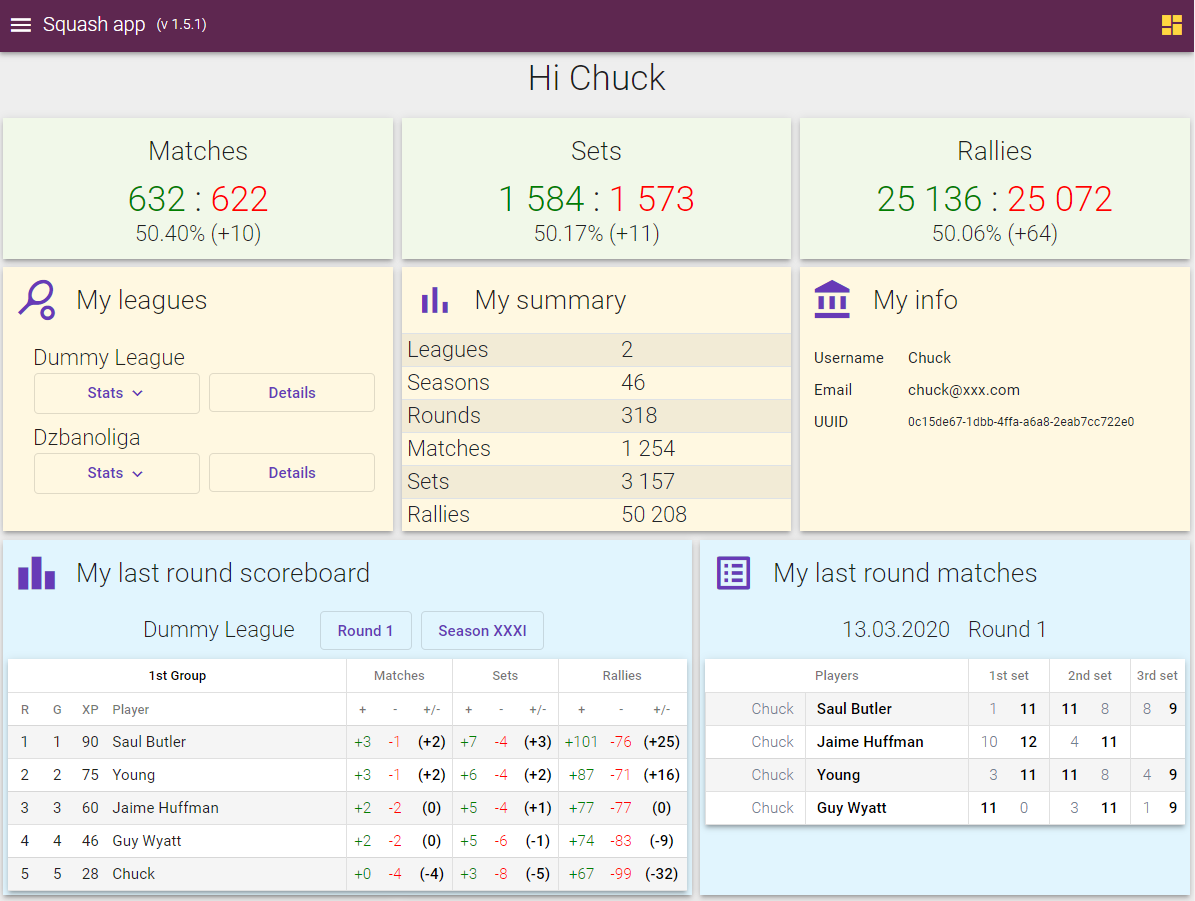 Squash app (v 1.5.1)
Hi Chuck
Matches
632 : 622
50.40% (+10)
Sets
1 584 : 1 573
50.17% (+11)
Rallies
25 136 : 25 072
50.06% (+64)
My leagues
Dummy League
Stats Details
Dzbanoliga
Stats Details
My summary
Leagues 2
Seasons 46
Rounds 318
Matches 1 254
Sets 3 157
Rallies 50 208
My info
Username Chuck
Email chuck@xxx.com
UUID 0c15de67-1dbb-4ffa-a6a8-2eab7cc722e0
My last round scoreboard
Dummy League Round 1 Season XXXI
1st Group Matches Sets Rallies
R G XP Player + - +/- + - +/- + - +/-
1 1 90 Saul Butler +3 -1 (+2) +7 -4 (+3) +101 -76 (+25)
2 2 75 Young +3 -1 (+2) +6 -4 (+2) +87 -71 (+16)
3 3 60 Jaime Huffman +2 -2 (0) +5 -4 (+1) +77 -77 (0)
4 4 46 Guy Wyatt +2 -2 (0) +5 -6 (-1) +74 -83 (-9)
5 5 28 Chuck +0 -4 (-4) +3 -8 (-5) +67 -99 (-32)
My last round matches
13.03.2020 Round 1
Players 1st set 2nd set 3rd set
Chuck Saul Butler 1 11 11 8 8 9
Chuck Jaime Huffman 10 12 4 11
Chuck Young 3 11 11 8 4 9
Chuck Guy Wyatt 11 0 3 11 1 9